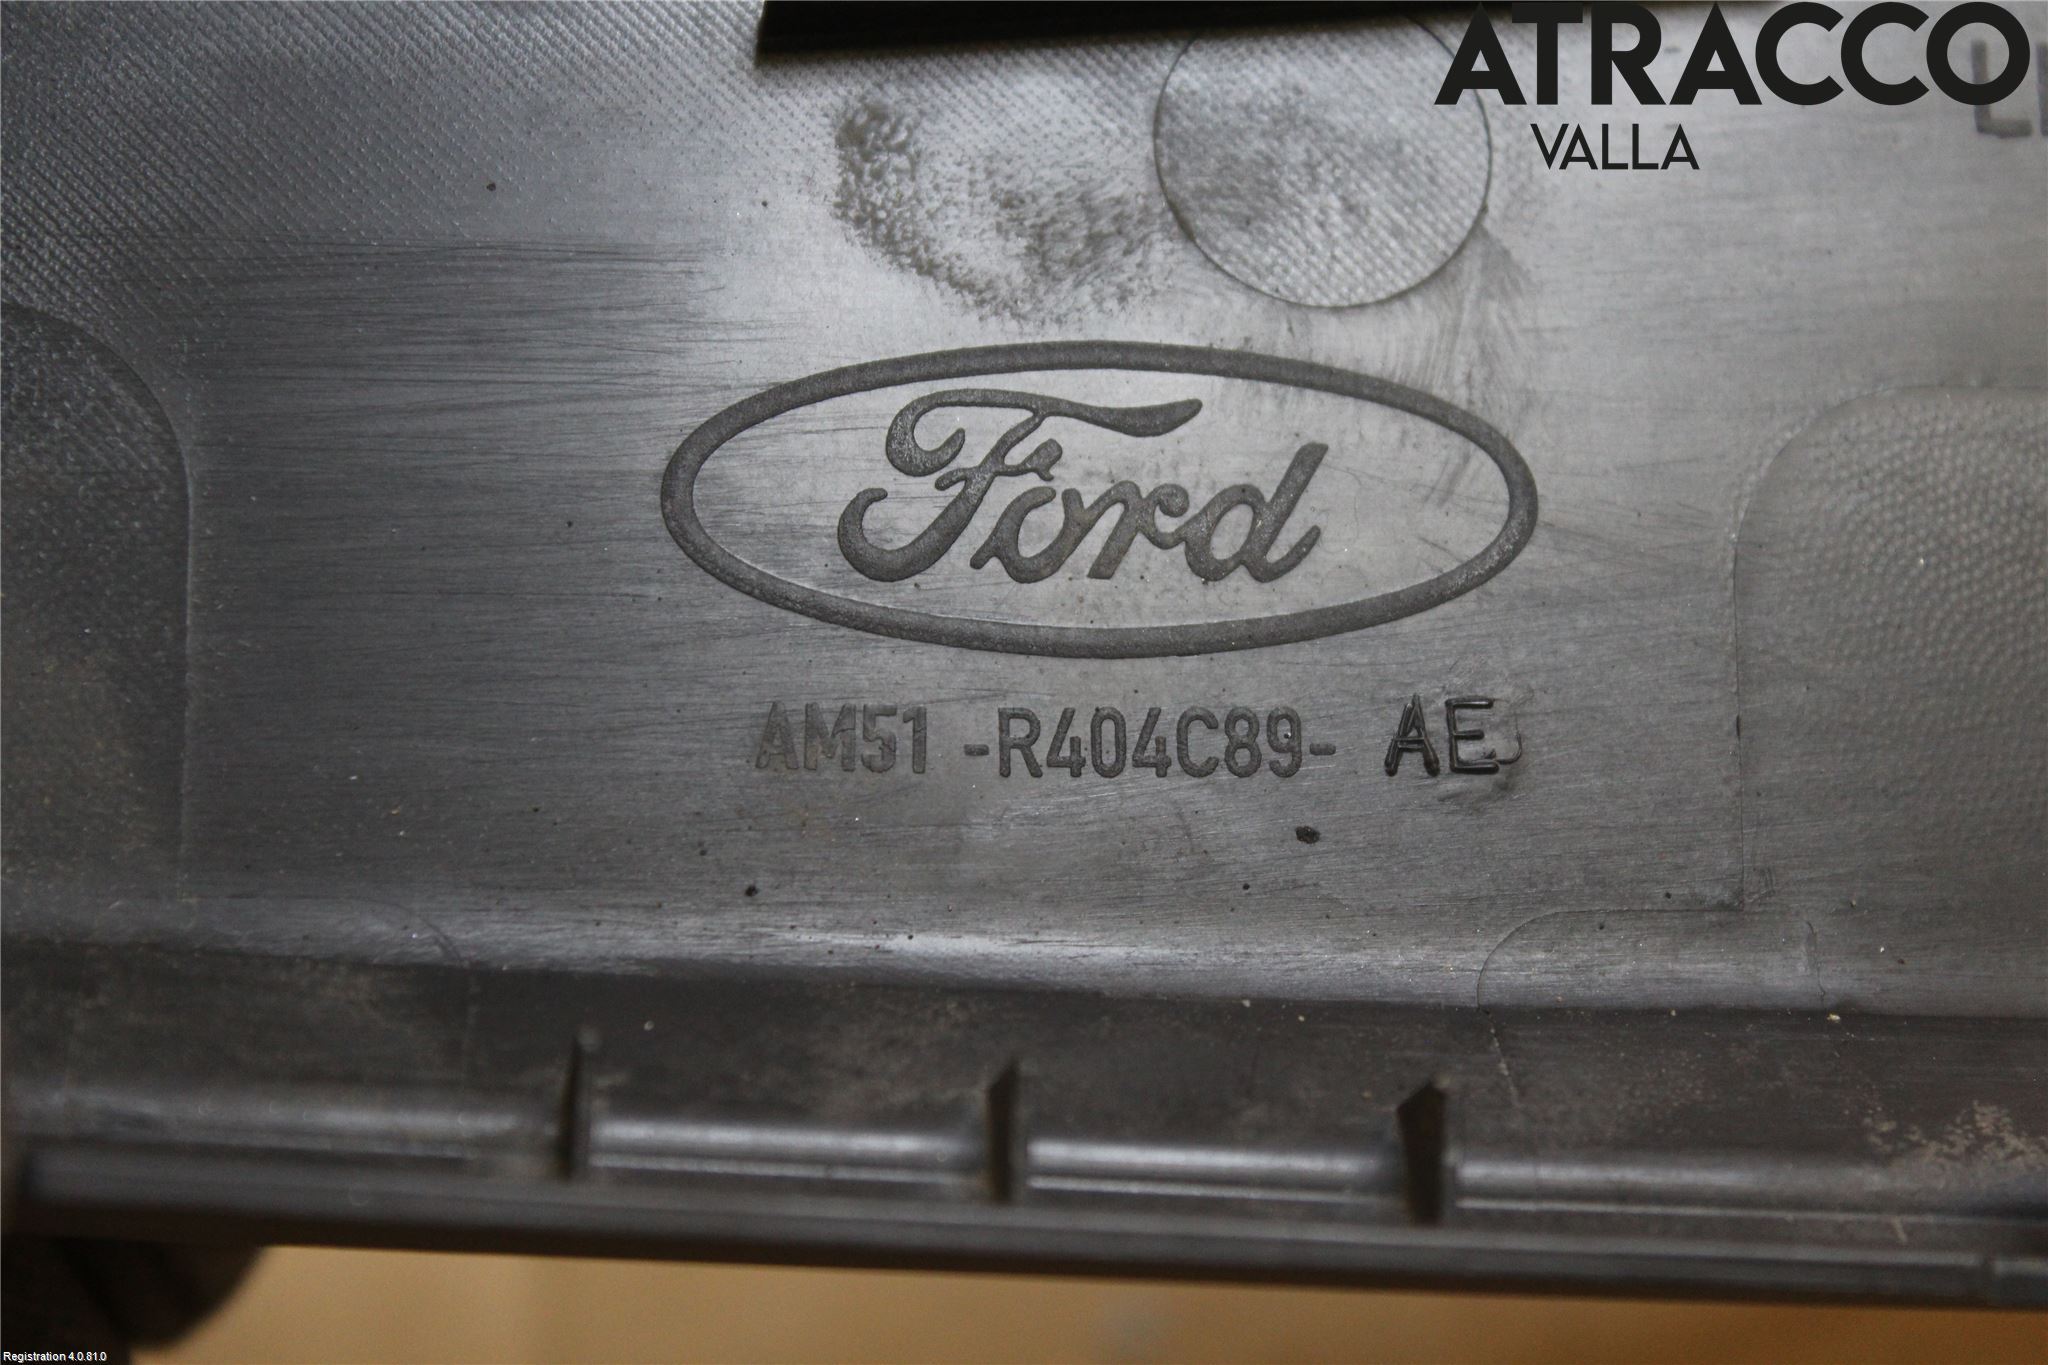 ATRACCO
VALLA
Ford
AM51 -R404C89- AE
Registration 4.0.81.0